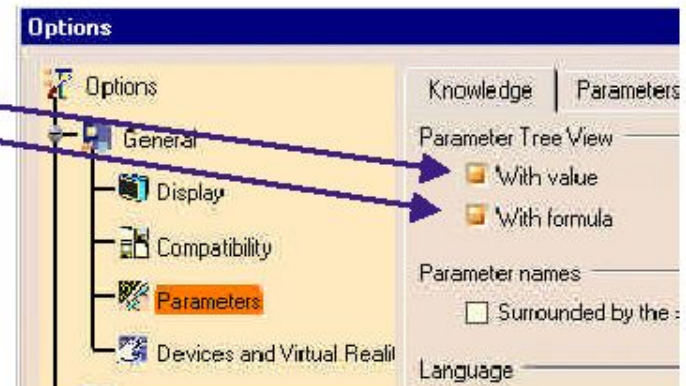 Options
Options
General
Display
Compatibility
Parameters
Devices and Virtual
Knowledge
Parameters
Parameter Tree View
With value
With formula
Parameter names
Surrounded by the
Language